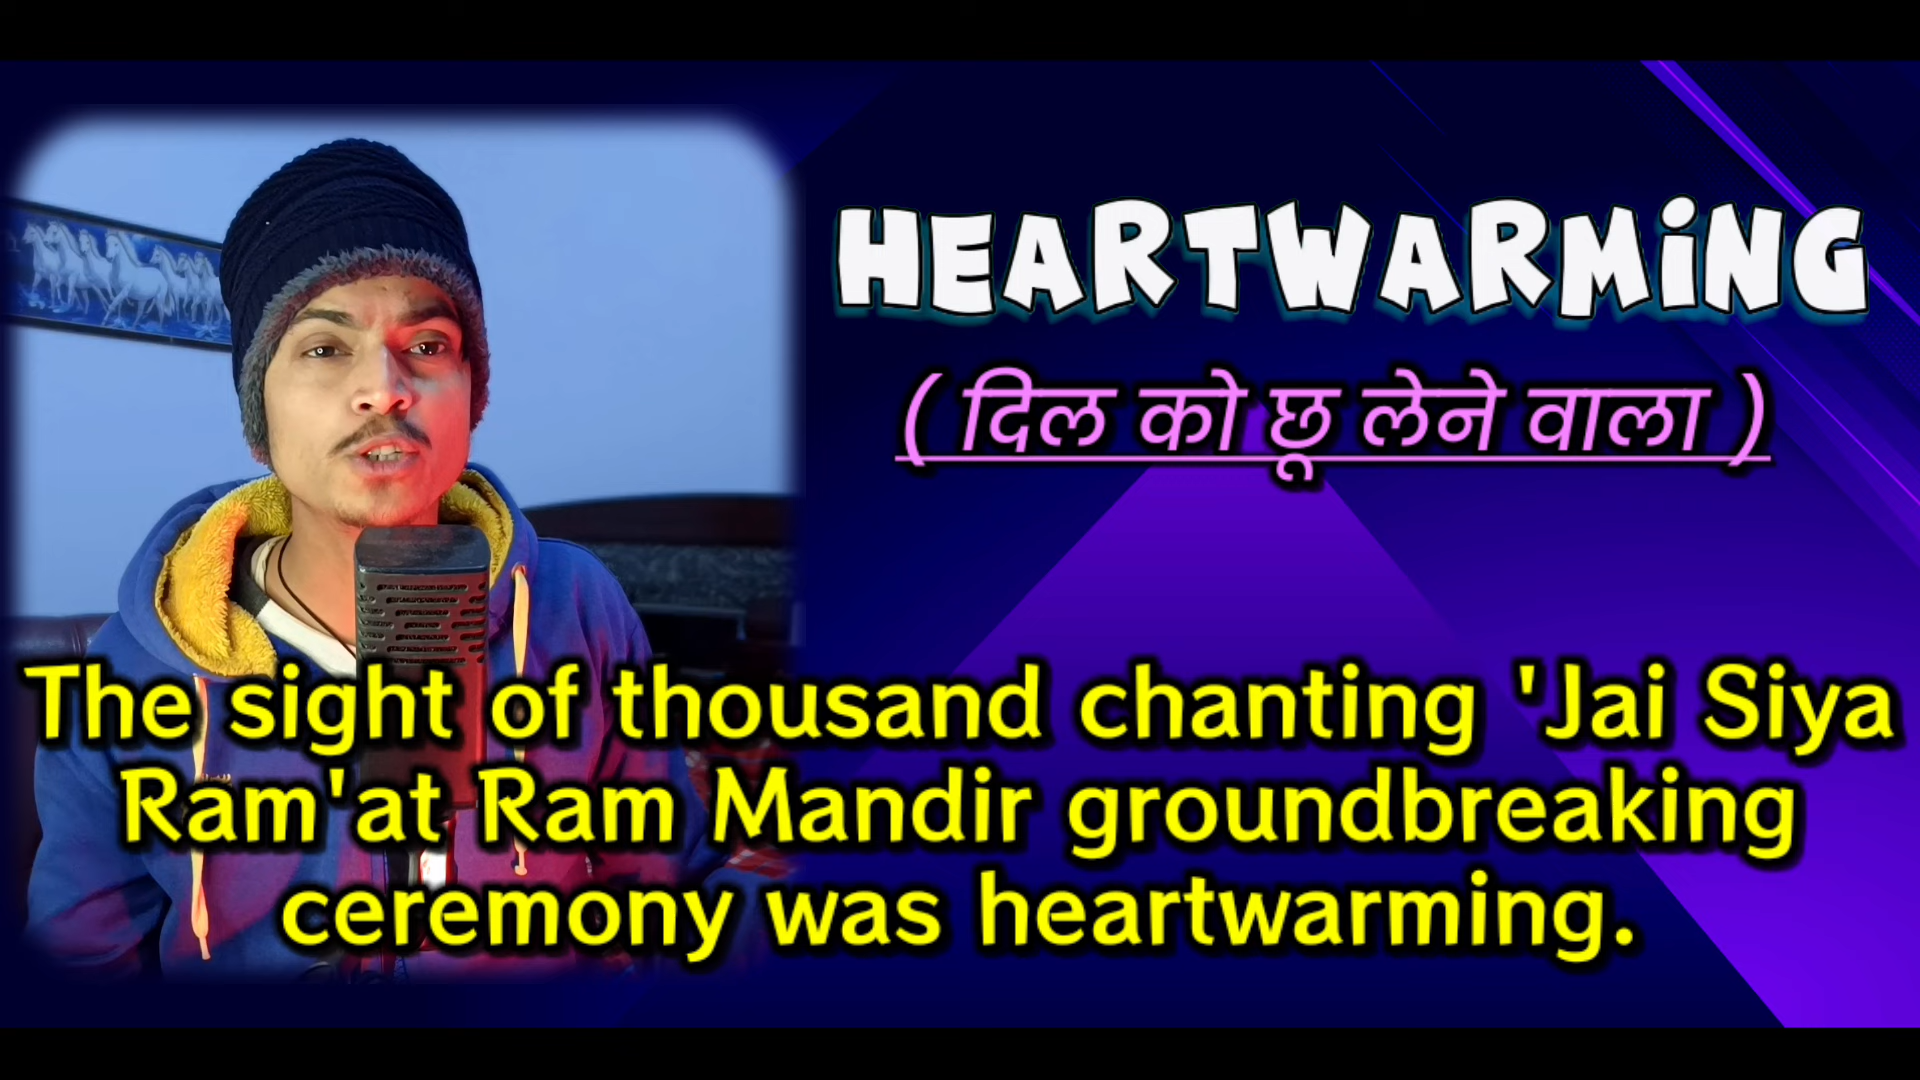 HEARTWARMiNG
( दिल को छू लेने वाला )
The sight of thousand chanting 'Jai Siya
Ram'at Ram Mandir groundbreaking
ceremony was heartwarming.